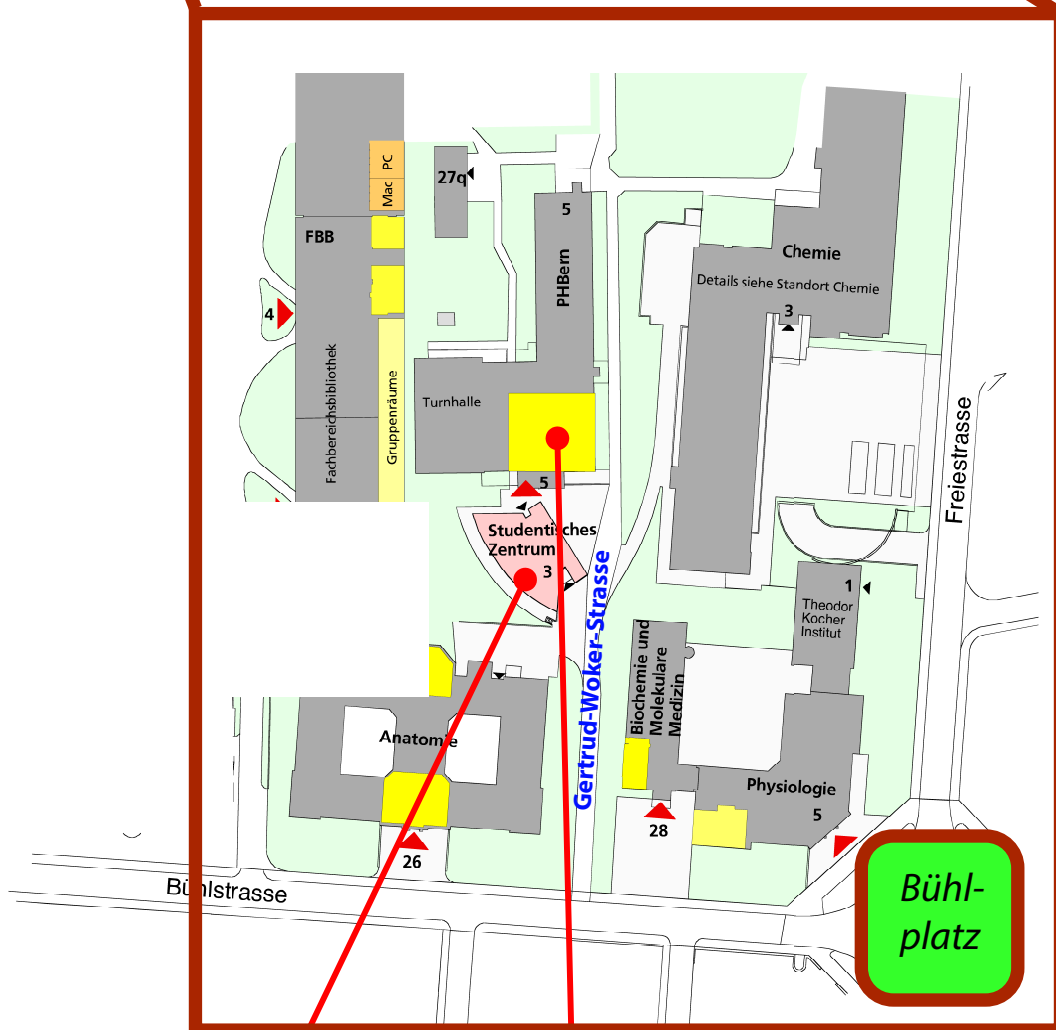 PC
Mac
27q
5
FBB
PHBern
Chemie
Details siehe Standort Chemie
3
4
Fachbereichsbibliothek
Gruppenräume
Turnhalle
5
Studentisches
Zentrum
3
Freiestrasse
Gertrud-Woker-Strasse
1
Theodor
Kocher
Institut
Biochemie und
Molekulare
Medizin
Anatomie
Physiologie
5
28
26
Bühlstrasse
Bühl-
platz